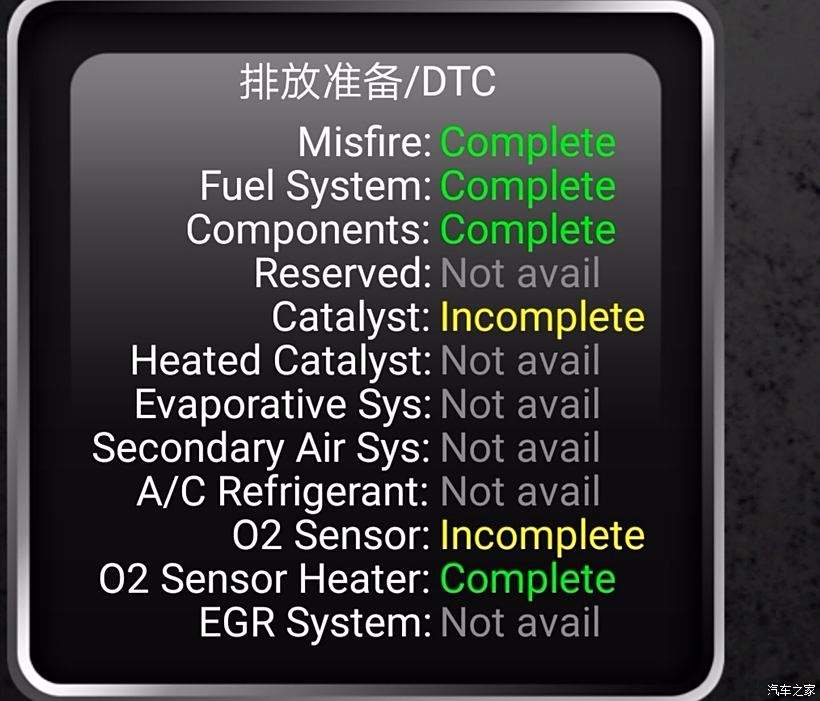 排放准备/DTC
Misfire: Complete
Fuel System: Complete
Components: Complete
Reserved: Not avail
Catalyst: Incomplete
Heated Catalyst: Not avail
Evaporative Sys: Not avail
Secondary Air Sys: Not avail
A/C Refrigerant: Not avail
O2 Sensor: Incomplete
O2 Sensor Heater: Complete
EGR System: Not avail
汽车之家